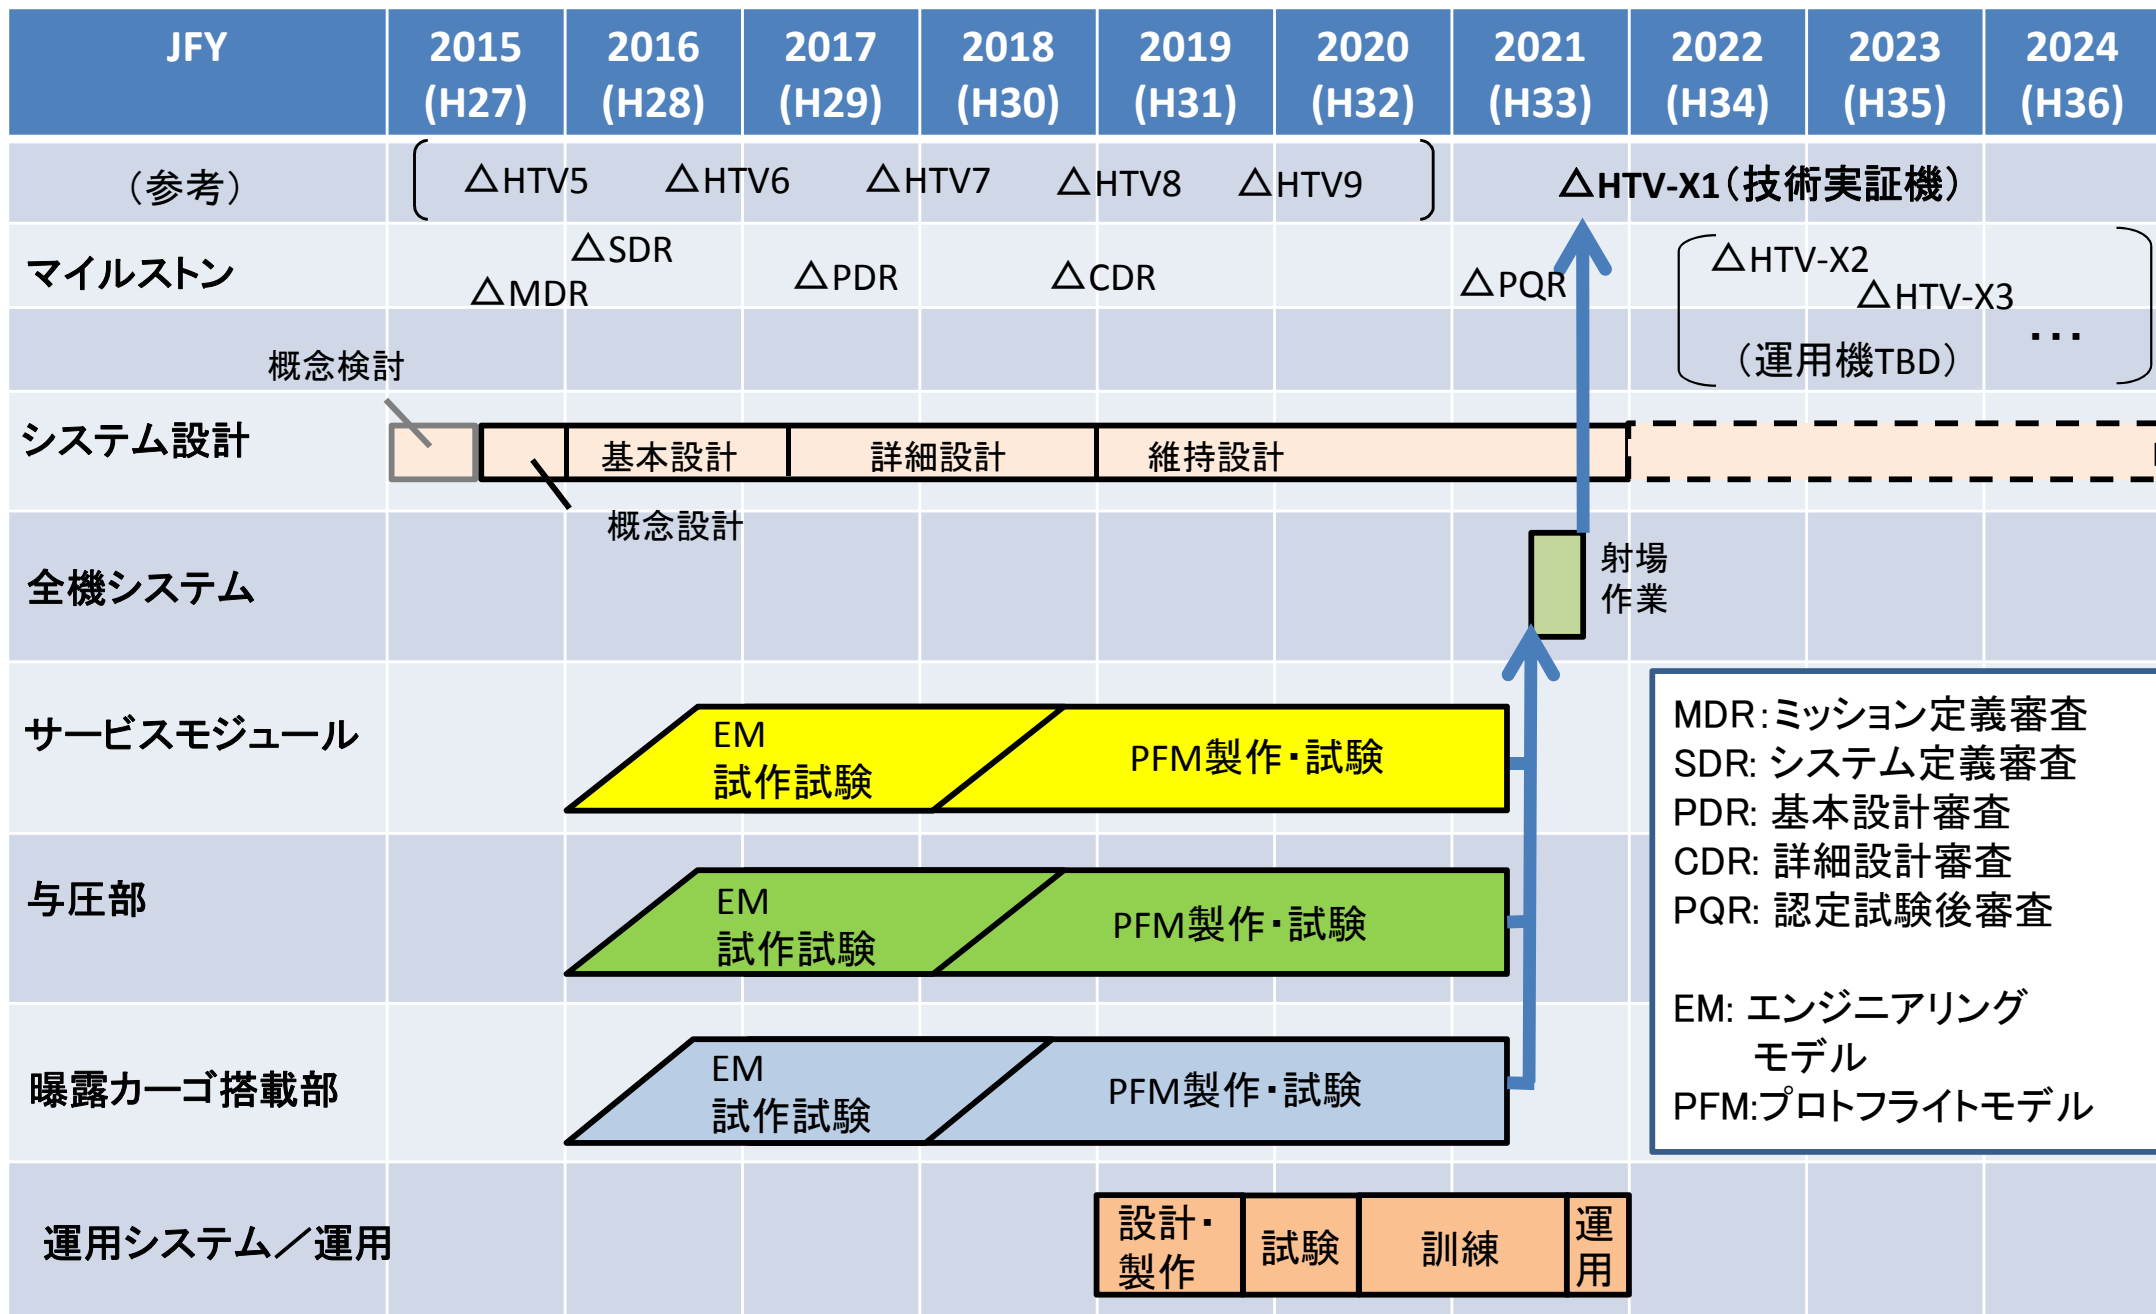 JFY
2015
(H27)
2016
(H28)
2017
(H29)
2018
(H30)
2019
(H31)
2020
(H32)
2021
(H33)
2022
(H34)
2023
(H35)
2024
(H36)
（参考）
△HTV5
△HTV6
△HTV7
△HTV8
△HTV9
△HTV-X1（技術実証機）
マイルストン
△MDR
△SDR
△PDR
△CDR
△PQR
△HTV-X2
△HTV-X3
・・・
（運用機TBD）
概念検討
システム設計
基本設計
詳細設計
維持設計
概念設計
全機システム
射場
作業
サービスモジュール
EM
試作試験
PFM製作・試験
与圧部
EM
試作試験
PFM製作・試験
曝露カーゴ搭載部
EM
試作試験
PFM製作・試験
運用システム／運用
設計・
製作
試験
訓練
運
用
MDR：ミッション定義審査
SDR: システム定義審査
PDR: 基本設計審査
CDR: 詳細設計審査
PQR: 認定試験後審査
EM: エンジニアリング
モデル
PFM:プロトフライトモデル